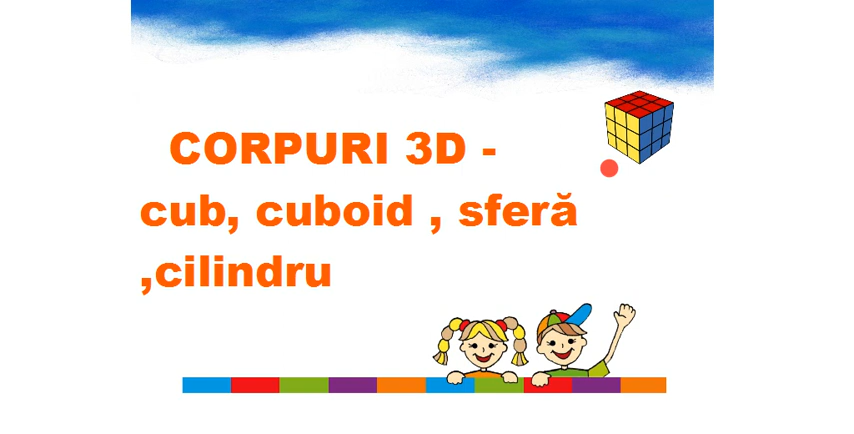 CORPURI 3D -
cub, cuboid , sferă
,cilindru